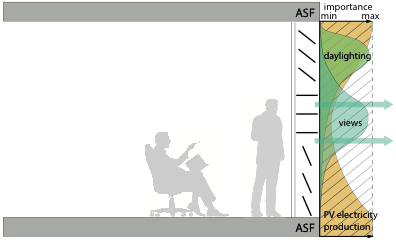 ASF
importance
min max
daylighting
views
PV electricity
production
ASF